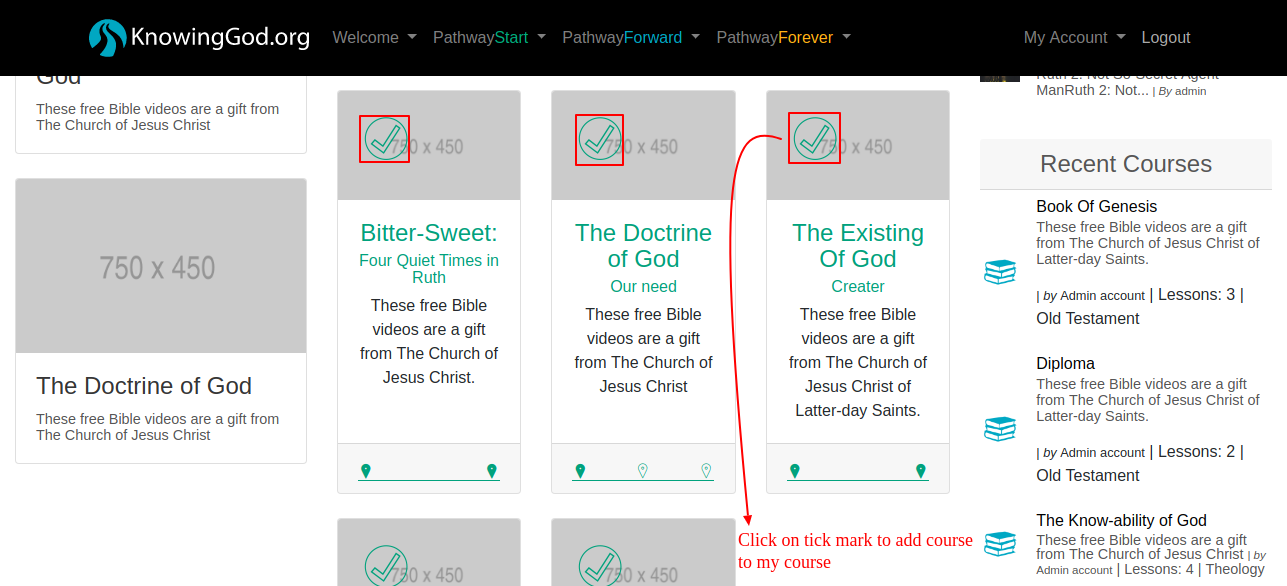 KnowingGod.org Welcome PathwayStart PathwayForward PathwayForever My Account Logout
God
These free Bible videos are a gift from
The Church of Jesus Christ
750 x 450
The Doctrine of God
These free Bible videos are a gift from
The Church of Jesus Christ
750 x 450
Bitter-Sweet:
Four Quiet Times in
Ruth
These free Bible
videos are a gift
from The Church of
Jesus Christ.
750 x 450
The Doctrine
of God
Our need
These free Bible
videos are a gift
from The Church of
Jesus Christ
750 x 450
The Existing
Of God
Creater
These free Bible
videos are a gift
from The Church of
Jesus Christ of
Latter-day Saints.
750 x 450
750 x 450
Click on tick mark to add course
to my course
Ruth 2: Not So Secret Agent
ManRuth 2: Not... | By admin
Recent Courses
Book Of Genesis
These free Bible videos are a gift
from The Church of Jesus Christ of
Latter-day Saints.
| by Admin account | Lessons: 3 |
Old Testament
Diploma
These free Bible videos are a gift
from The Church of Jesus Christ of
Latter-day Saints.
| by Admin account | Lessons: 2 |
Old Testament
The Know-ability of God
These free Bible videos are a gift
from The Church of Jesus Christ | by
Admin account | Lessons: 4 | Theology